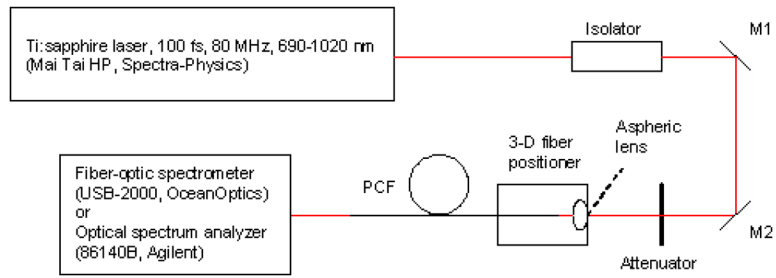 Ti:sapphire laser, 100 fs, 80 MHz, 690-1020 nm
(Mai Tai HP, Spectra-Physics)
Isolator
M1
3-D fiber
positioner
Aspheric
lens
PCF
Fiber-optic spectrometer
(USB-2000, OceanOptics)
or
Optical spectrum analyzer
(86140B, Agilent)
M2
Attenuator